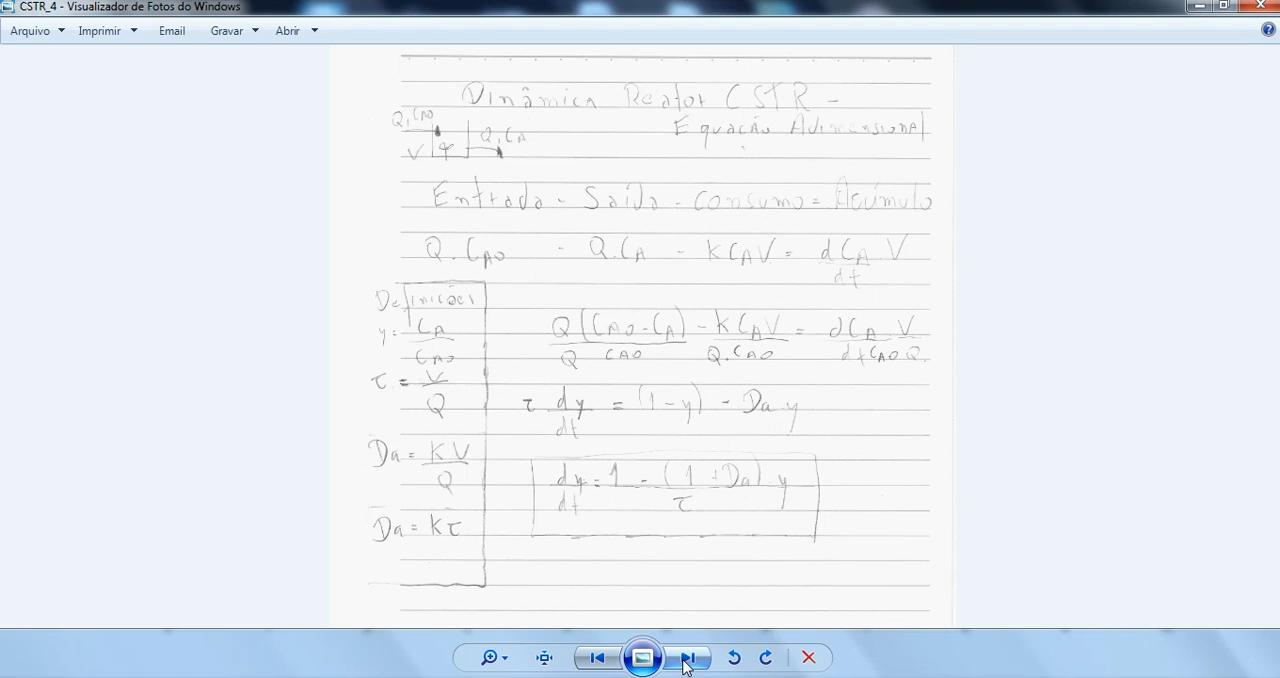 CSTR_4 - Visualizador de Fotos do Windows
Arquivo Imprimir Email Gravar Abrir
Dinâmica Reator CSTR -
Equação Adimensional
Q, CA0
Q, CA
V
Entrada - Saída - Consumo = Acúmulo
Q . CA0 - Q.CA - K CA V = dCA/dt . V
Definições
y = CA/CA0
τ = V/Q
Da = KV/Q
Da = Kτ
Q(CA0 - CA)/Q CA0 - K CA V/Q.CA0 = dCA V/dt CA0 Q.
τ dy/dt = (1 - y) - Da y
dy/dt = 1 - (1 + Da) . y/τ